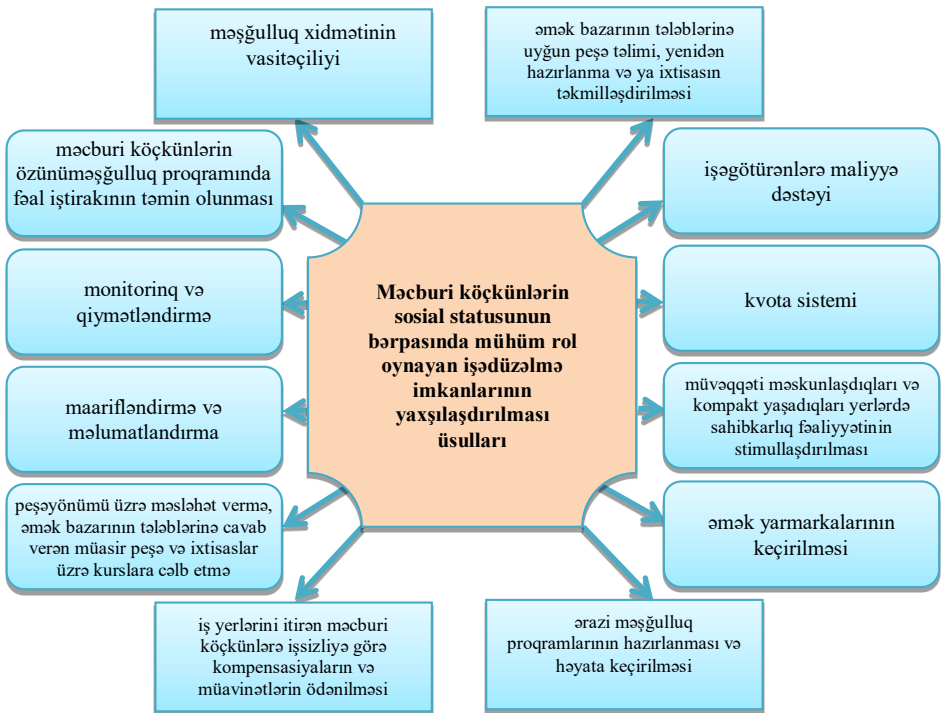 məşğulluq xidmətinin
vasitəçiliyi
əmək bazarının tələblərinə
uyğun peşə təlimi, yenidən
hazırlanma və ya ixtisasın
təkmilləşdirilməsi
məcburi köçkünlərin
özünüməşğulluq proqramında
fəal iştirakının təmin olunması
işəgötürənlərə maliyyə
dəstəyi
monitorinq və
qiymətləndirmə
kvota sistemi
Məcburi köçkünlərin
sosial statusunun
bərpasında mühüm rol
oynayan işədüzəlmə
imkanlarının
yaxşılaşdırılması
üsulları
maarifləndirmə və
məlumatlandırma
müvəqqəti məskunlaşdıqları və
kompakt yaşadıqları yerlərdə
sahibkarlıq fəaliyyətinin
stimullaşdırılması
peşəyönümü üzrə məsləhət vermə,
əmək bazarının tələblərinə cavab
verən müasir peşə və ixtisaslar
üzrə kurslara cəlb etmə
əmək yarmarkalarının
keçirilməsi
iş yerlərini itirən məcburi
köçkünlərə işsizliyə görə
kompensasiyaların və
müavinətlərin ödənilməsi
ərazi məşğulluq
proqramlarının hazırlanması və
həyata keçirilməsi